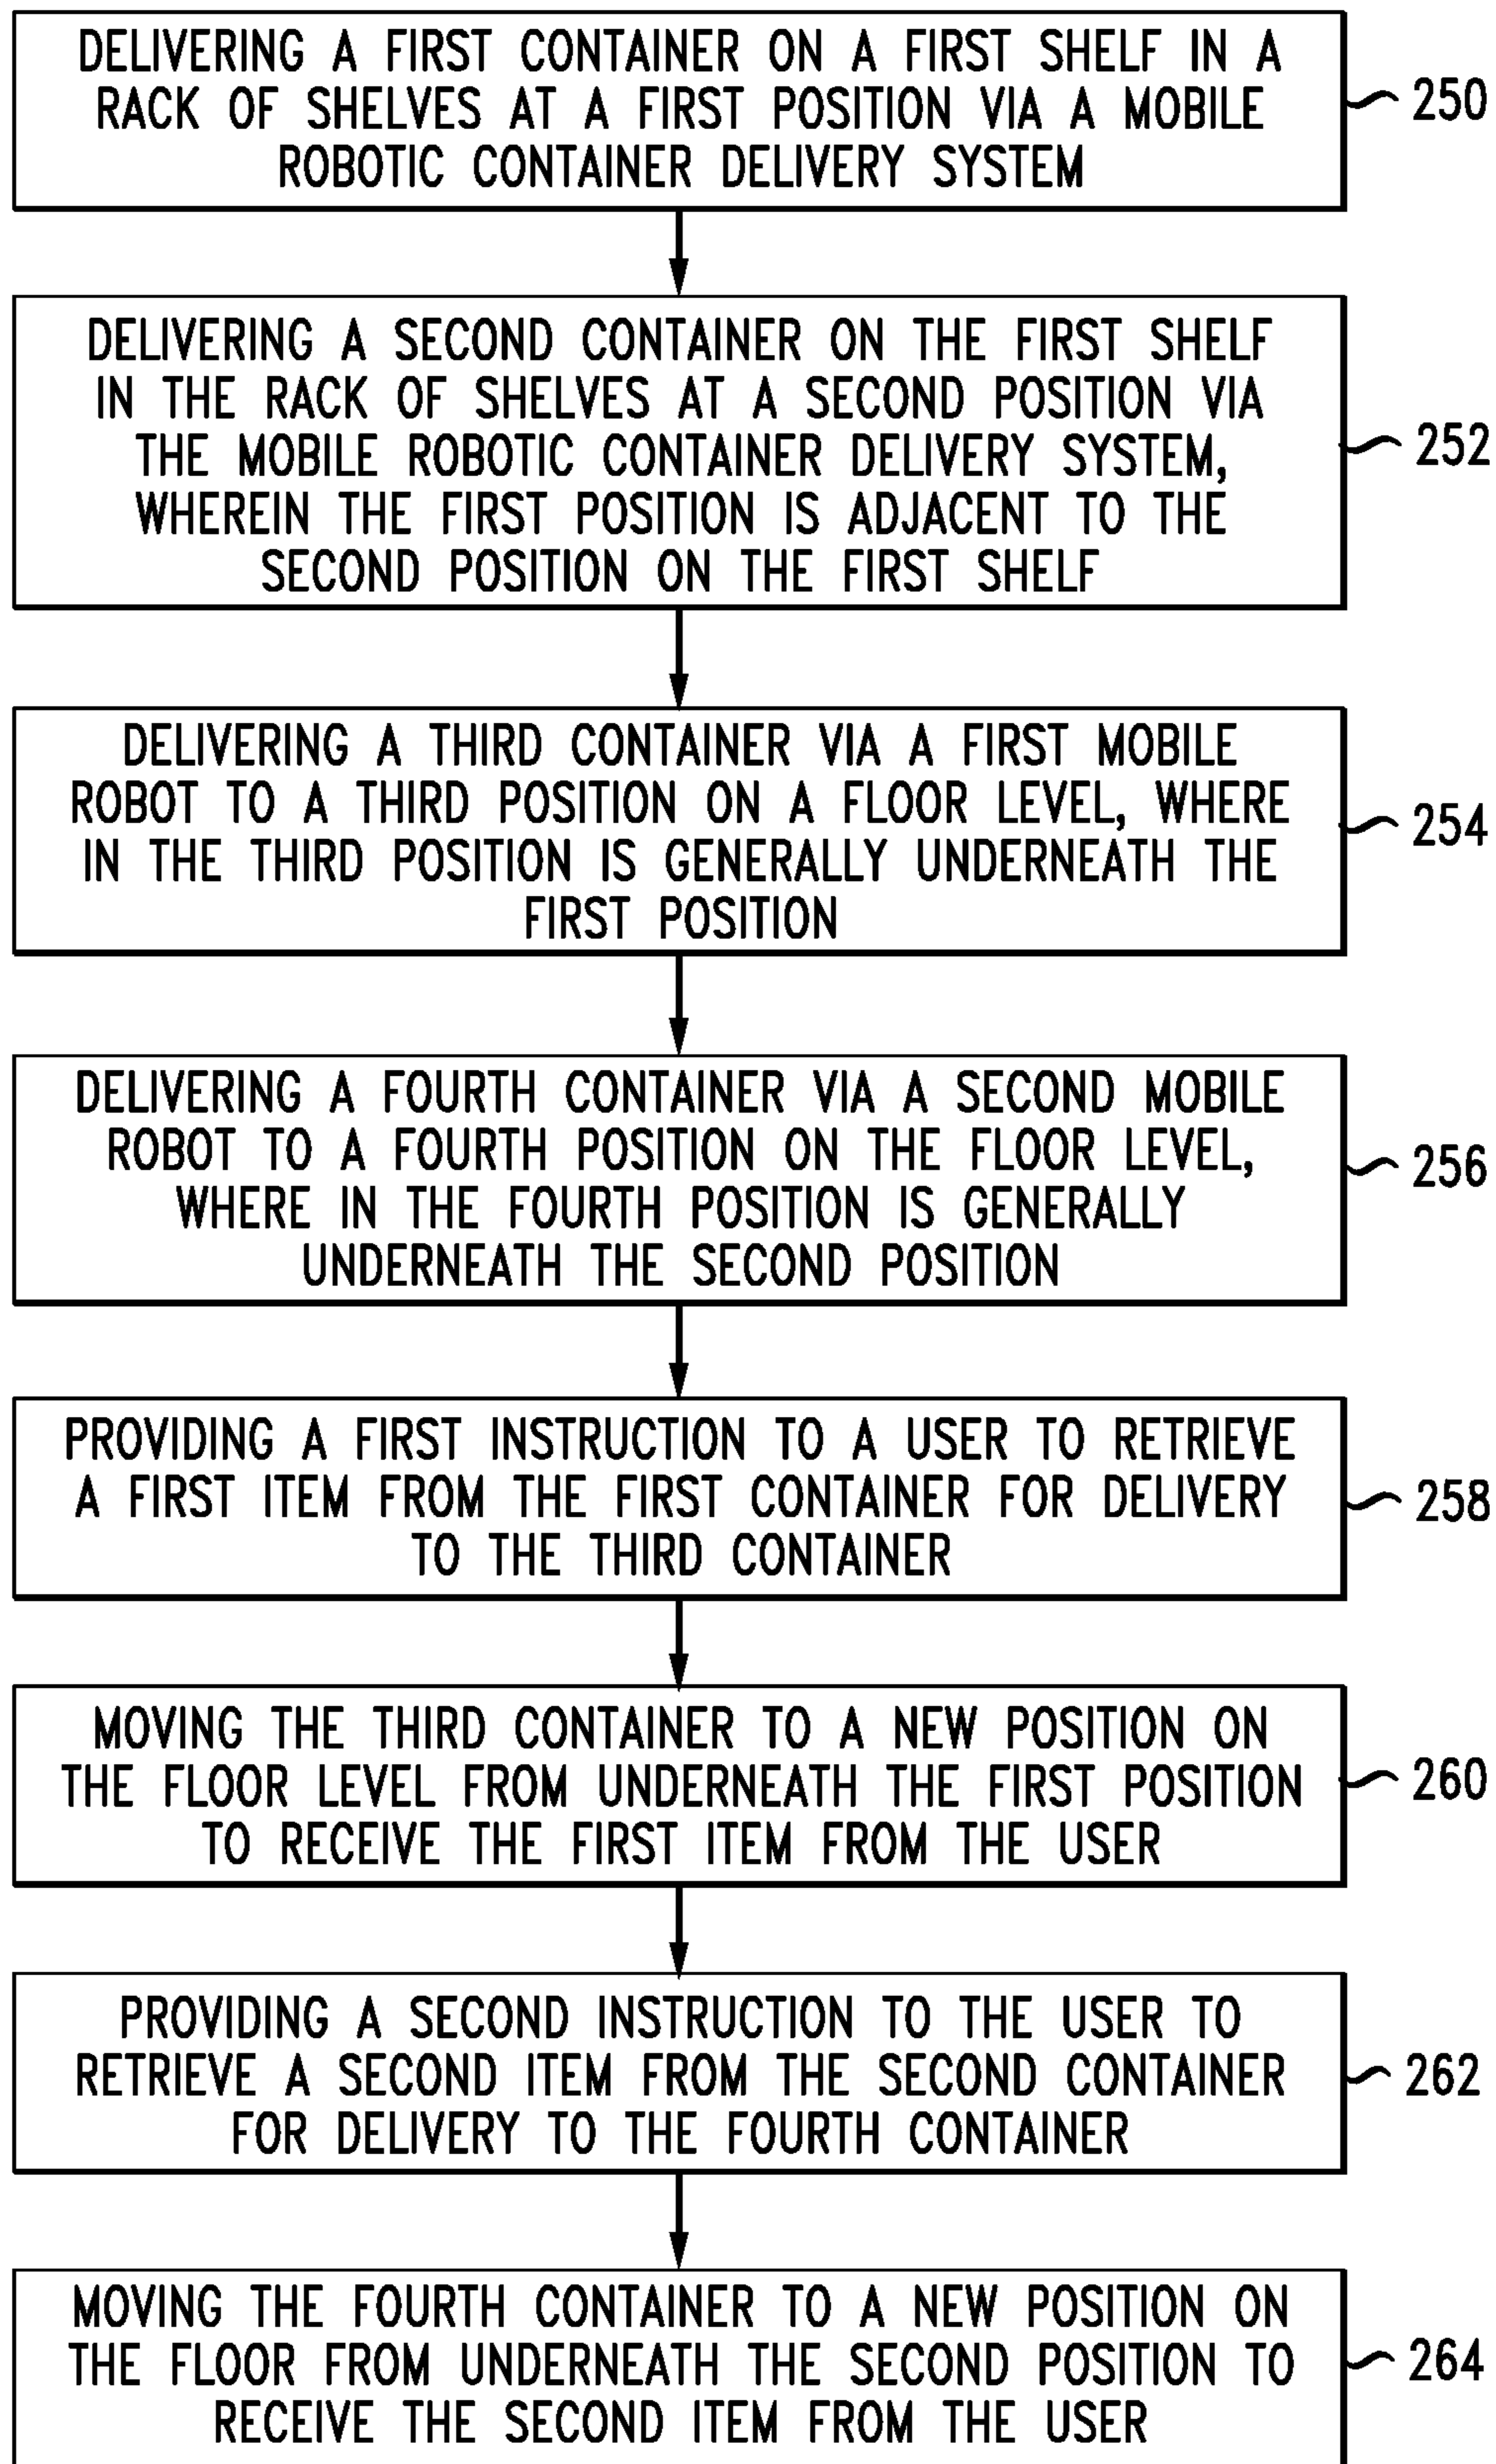 DELIVERING A FIRST CONTAINER ON A FIRST SHELF IN A
RACK OF SHELVES AT A FIRST POSITION VIA A MOBILE
ROBOTIC CONTAINER DELIVERY SYSTEM
250
DELIVERING A SECOND CONTAINER ON THE FIRST SHELF
IN THE RACK OF SHELVES AT A SECOND POSITION VIA
THE MOBILE ROBOTIC CONTAINER DELIVERY SYSTEM,
WHEREIN THE FIRST POSITION IS ADJACENT TO THE
SECOND POSITION ON THE FIRST SHELF
252
DELIVERING A THIRD CONTAINER VIA A FIRST MOBILE
ROBOT TO A THIRD POSITION ON A FLOOR LEVEL, WHERE
IN THE THIRD POSITION IS GENERALLY UNDERNEATH THE
FIRST POSITION
254
DELIVERING A FOURTH CONTAINER VIA A SECOND MOBILE
ROBOT TO A FOURTH POSITION ON THE FLOOR LEVEL,
WHERE IN THE FOURTH POSITION IS GENERALLY
UNDERNEATH THE SECOND POSITION
256
PROVIDING A FIRST INSTRUCTION TO A USER TO RETRIEVE
A FIRST ITEM FROM THE FIRST CONTAINER FOR DELIVERY
TO THE THIRD CONTAINER
258
MOVING THE THIRD CONTAINER TO A NEW POSITION ON
THE FLOOR LEVEL FROM UNDERNEATH THE FIRST POSITION
TO RECEIVE THE FIRST ITEM FROM THE USER
260
PROVIDING A SECOND INSTRUCTION TO THE USER TO
RETRIEVE A SECOND ITEM FROM THE SECOND CONTAINER
FOR DELIVERY TO THE FOURTH CONTAINER
262
MOVING THE FOURTH CONTAINER TO A NEW POSITION ON
THE FLOOR FROM UNDERNEATH THE SECOND POSITION TO
RECEIVE THE SECOND ITEM FROM THE USER
264